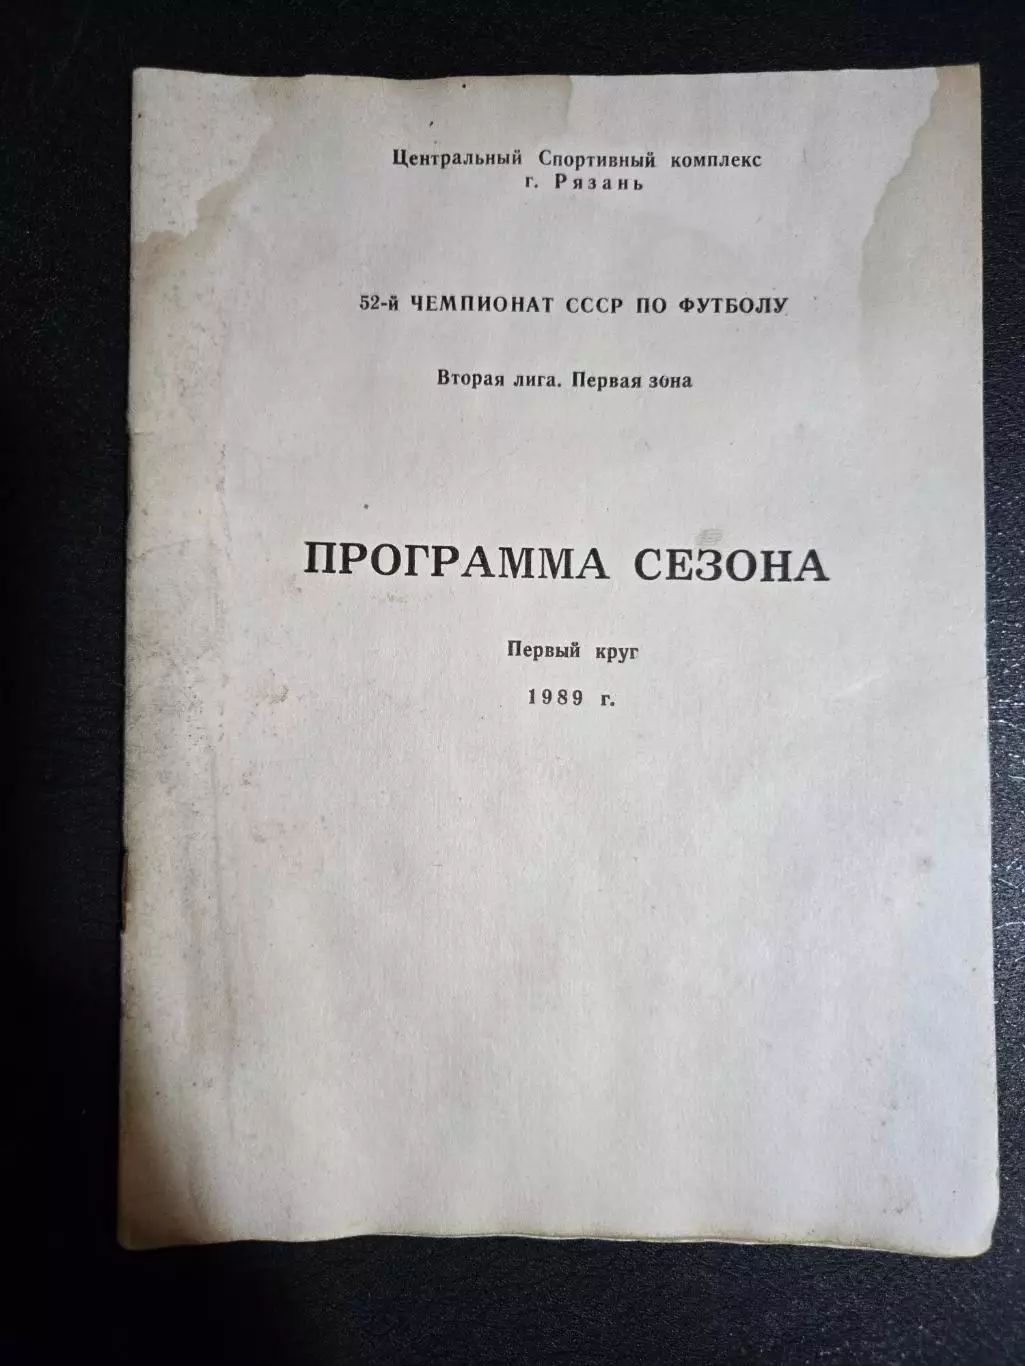 Центральный Спортивный комплекс
г. Рязань
52-й ЧЕМПИОНАТ СССР ПО ФУТБОЛУ
Вторая лига. Первая зона
ПРОГРАММА СЕЗОНА
Первый круг
1989 г.